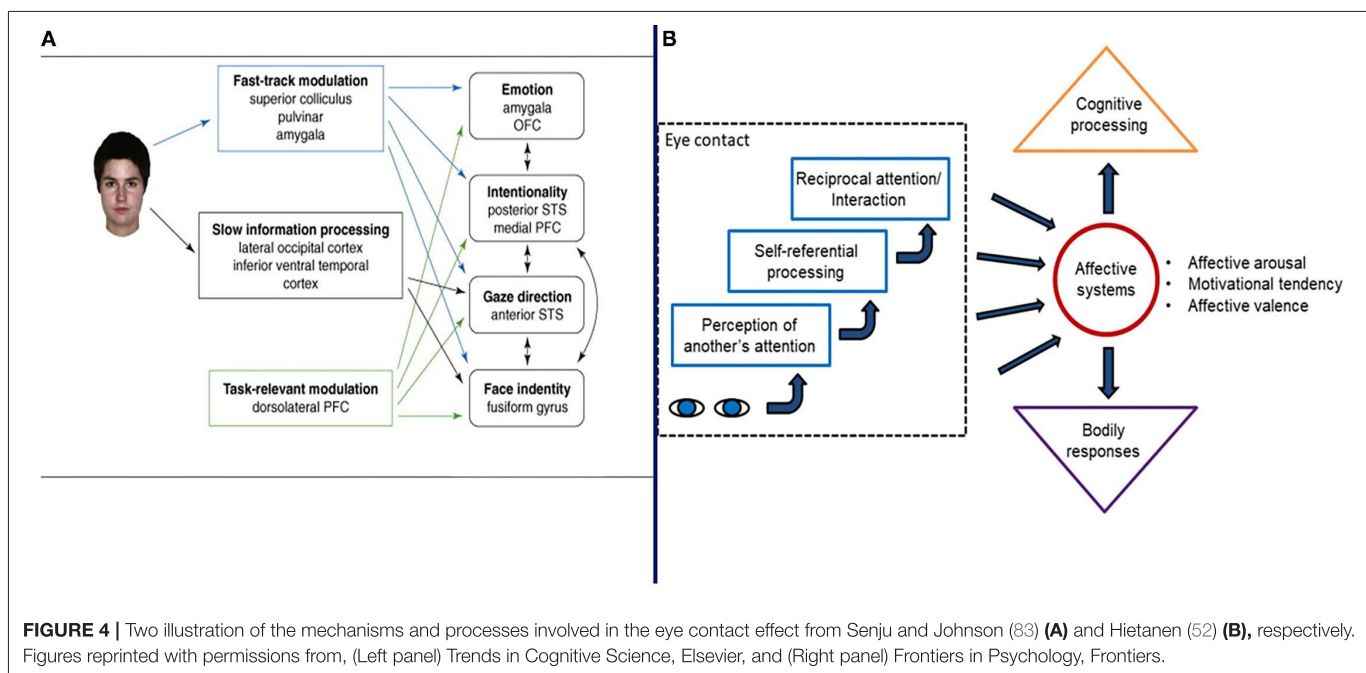 A
Fast-track modulation
superior colliculus
pulvinar
amygala
Slow information processing
lateral occipital cortex
inferior ventral temporal
cortex
Task-relevant modulation
dorsolateral PFC
Emotion
amygala
OFC
Intentionality
posterior STS
medial PFC
Gaze direction
anterior STS
Face indentity
fusiform gyrus
B
Eye contact
Reciprocal attention/
Interaction
Self-referential
processing
Perception of
another's attention
Cognitive
processing
Affective
systems
• Affective arousal
• Motivational tendency
• Affective valence
Bodily
responses
FIGURE 4 | Two illustration of the mechanisms and processes involved in the eye contact effect from Senju and Johnson (83) (A) and Hietanen (52) (B), respectively.
Figures reprinted with permissions from, (Left panel) Trends in Cognitive Science, Elsevier, and (Right panel) Frontiers in Psychology, Frontiers.